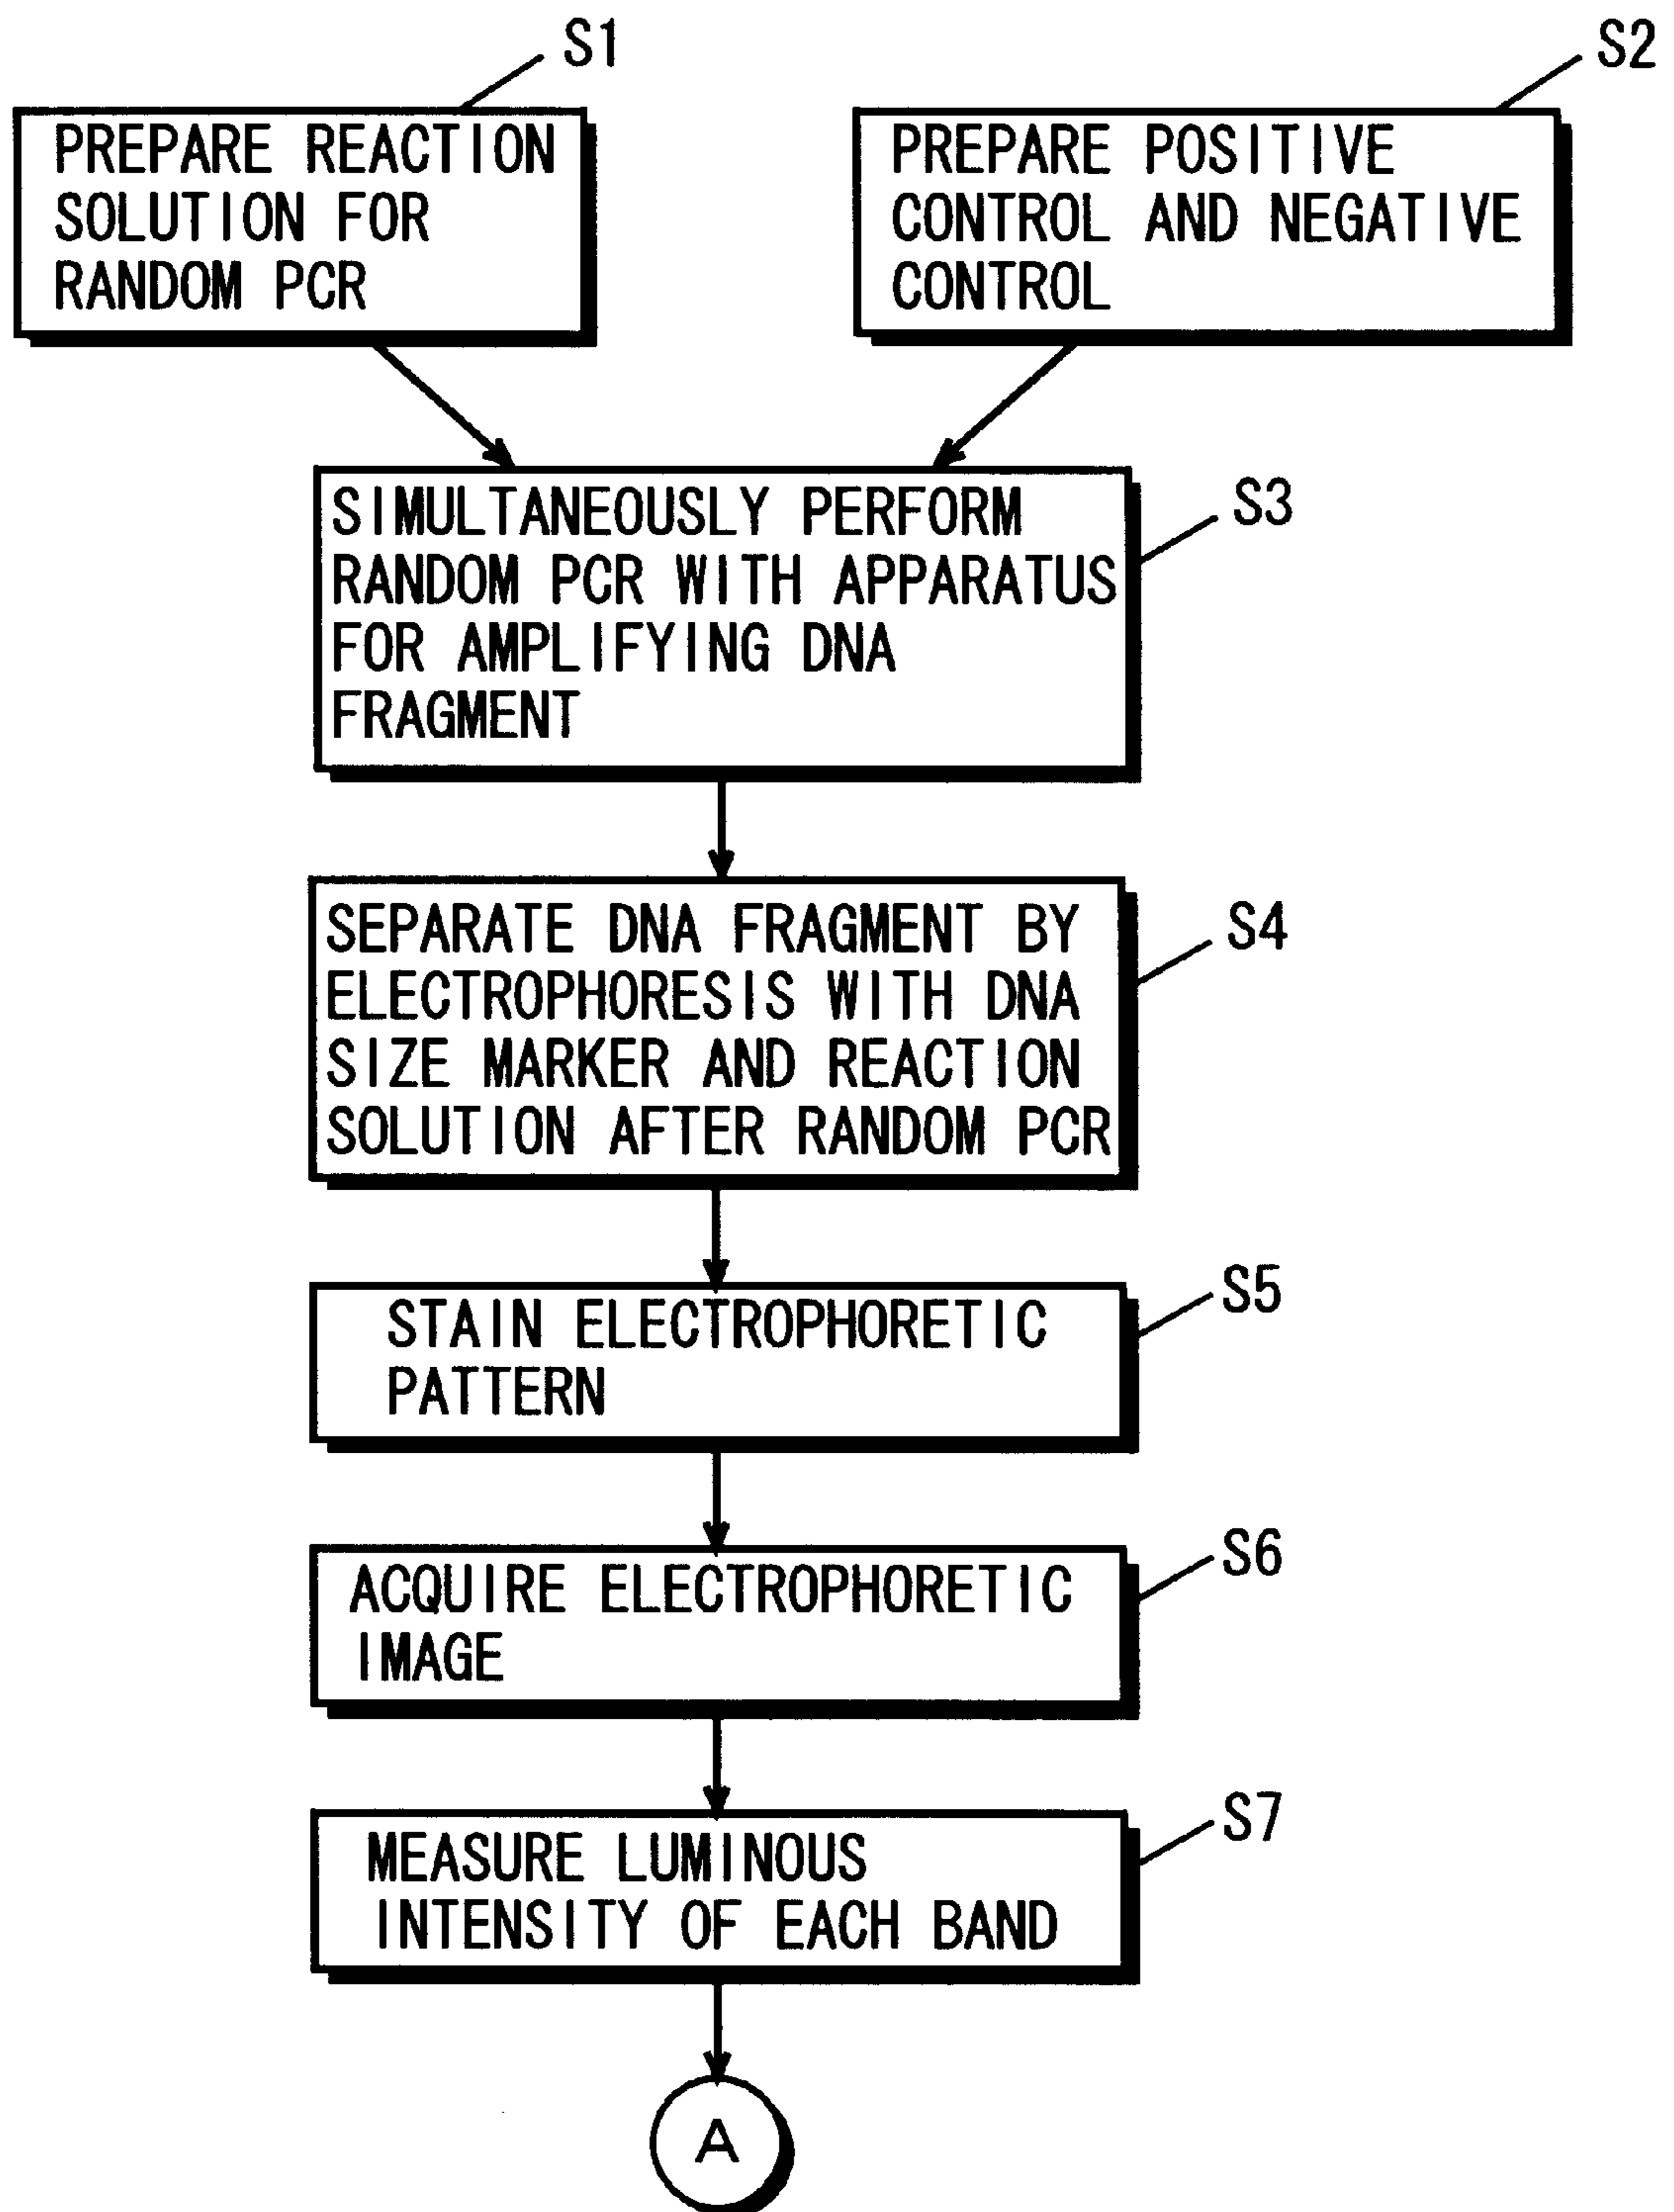 S1
PREPARE REACTION
SOLUTION FOR
RANDOM PCR
S2
PREPARE POSITIVE
CONTROL AND NEGATIVE
CONTROL
S3
SIMULTANEOUSLY PERFORM
RANDOM PCR WITH APPARATUS
FOR AMPLIFYING DNA
FRAGMENT
S4
SEPARATE DNA FRAGMENT BY
ELECTROPHORESIS WITH DNA
SIZE MARKER AND REACTION
SOLUTION AFTER RANDOM PCR
S5
STAIN ELECTROPHORETIC
PATTERN
S6
ACQUIRE ELECTROPHORETIC
IMAGE
S7
MEASURE LUMINOUS
INTENSITY OF EACH BAND
A